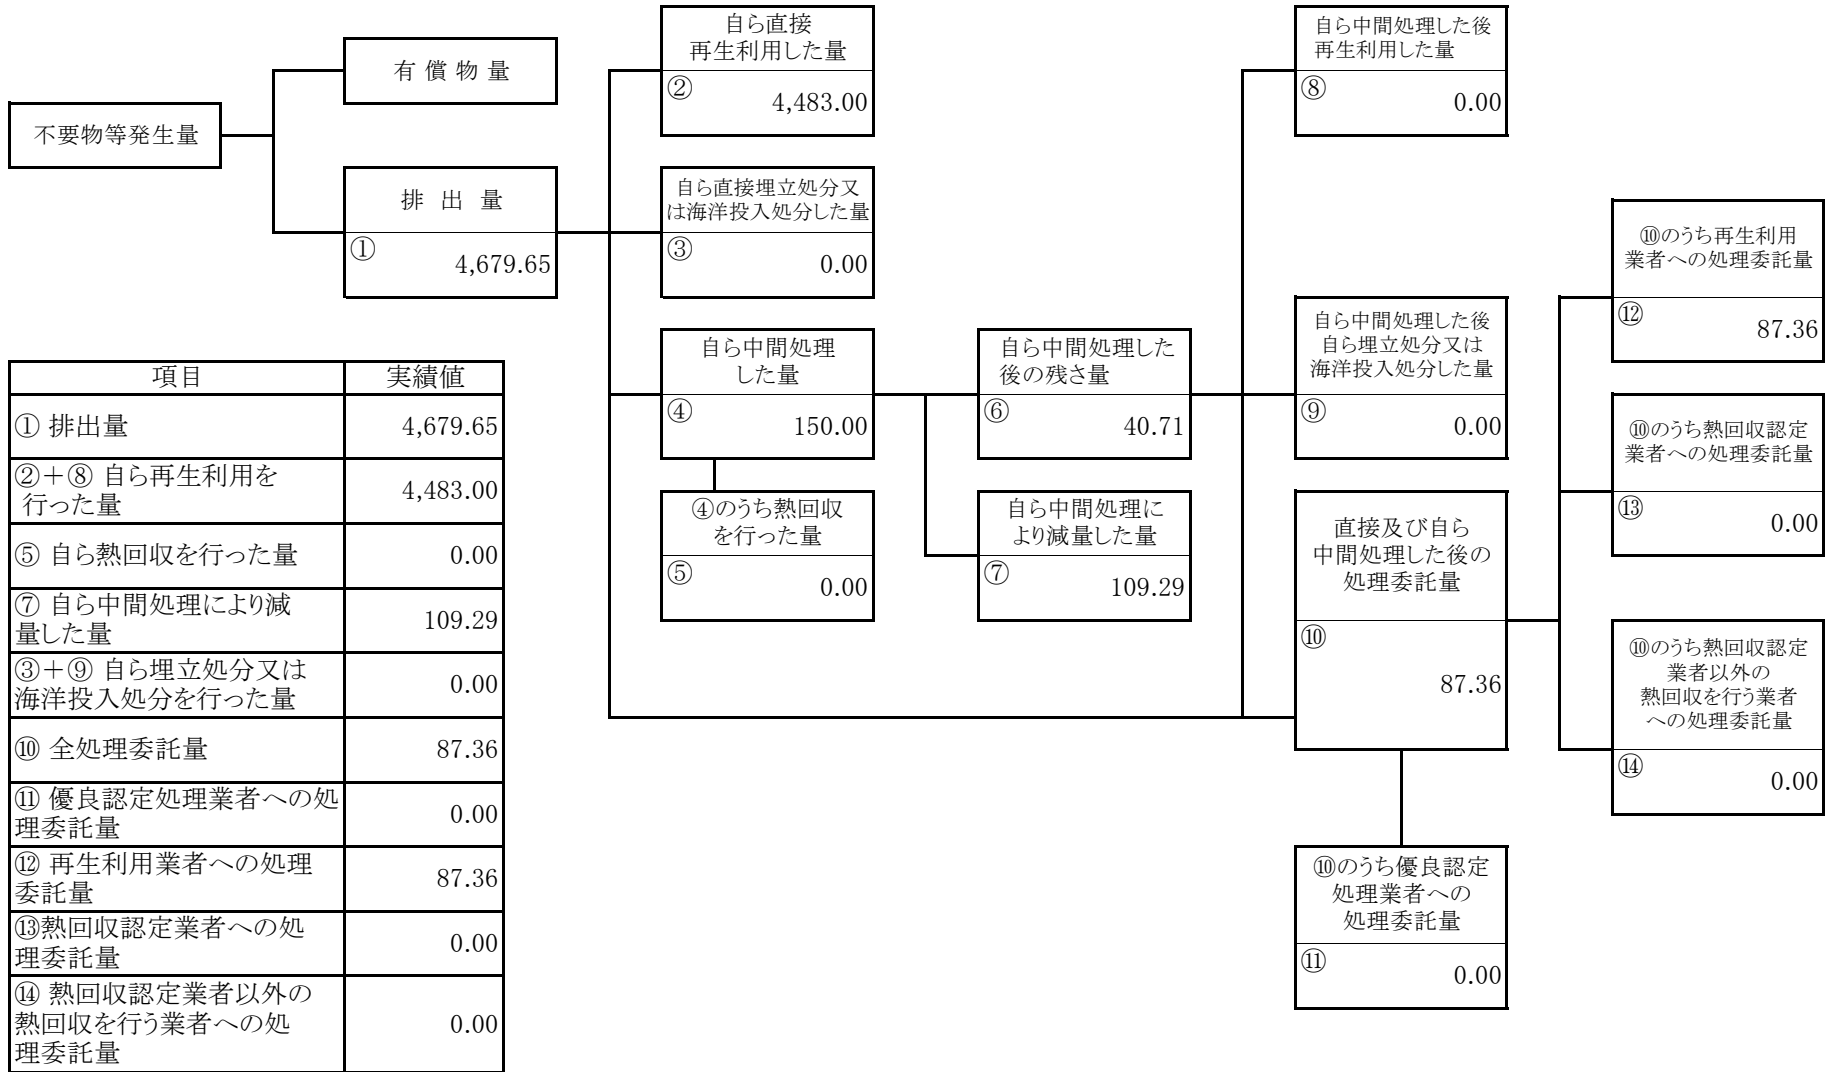 不要物等発生量
有 償 物 量
排 出 量
①
4,679.65
自ら直接
再生利用した量
②
4,483.00
自ら直接埋立処分又
は海洋投入処分した量
③
0.00
自ら中間処理
した量
④
150.00
④のうち熱回収
を行った量
⑤
0.00
自ら中間処理した
後の残さ量
⑥
40.71
自ら中間処理に
より減量した量
⑦
109.29
自ら中間処理した後
再生利用した量
⑧
0.00
自ら中間処理した後
自ら埋立処分又は
海洋投入処分した量
⑨
0.00
直接及び自ら
中間処理した後の
処理委託量
⑩
87.36
⑩のうち優良認定
処理業者への
処理委託量
⑪
0.00
⑩のうち再生利用
業者への処理委託量
⑫
87.36
⑩のうち熱回収認定
業者への処理委託量
⑬
0.00
⑩のうち熱回収認定
業者以外の
熱回収を行う業者
への処理委託量
⑭
0.00
項目 実績値
① 排出量 4,679.65
②＋⑧ 自ら再生利用を
行った量 4,483.00
⑤ 自ら熱回収を行った量 0.00
⑦ 自ら中間処理により減
量した量 109.29
③＋⑨ 自ら埋立処分又は
海洋投入処分を行った量 0.00
⑩ 全処理委託量 87.36
⑪ 優良認定処理業者への処
理委託量 0.00
⑫ 再生利用業者への処理
委託量 87.36
⑬熱回収認定業者への処
理委託量 0.00
⑭ 熱回収認定業者以外の
熱回収を行う業者への処
理委託量 0.00